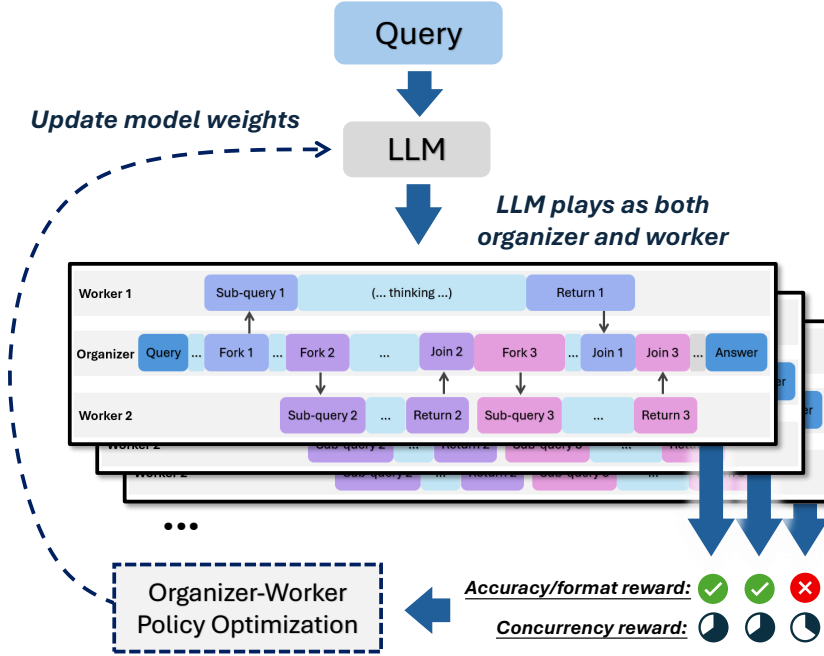 Query
Update model weights
LLM
LLM plays as both
organizer and worker
Worker 1
Sub-query 1
(... thinking ...)
Return 1
Organizer
Query
...
Fork 1
...
Fork 2
...
Join 2
Fork 3
...
Join 1
Join 3
...
Answer
Worker 2
Sub-query 2
...
Return 2
Sub-query 3
...
Return 3
...
Organizer-Worker
Policy Optimization
Accuracy/format reward:
Concurrency reward: